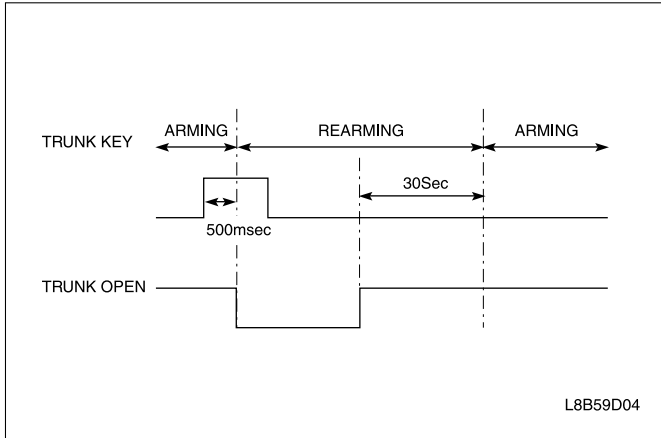 ARMING REARMING ARMING
TRUNK KEY
30Sec
500msec
TRUNK OPEN
L8B59D04